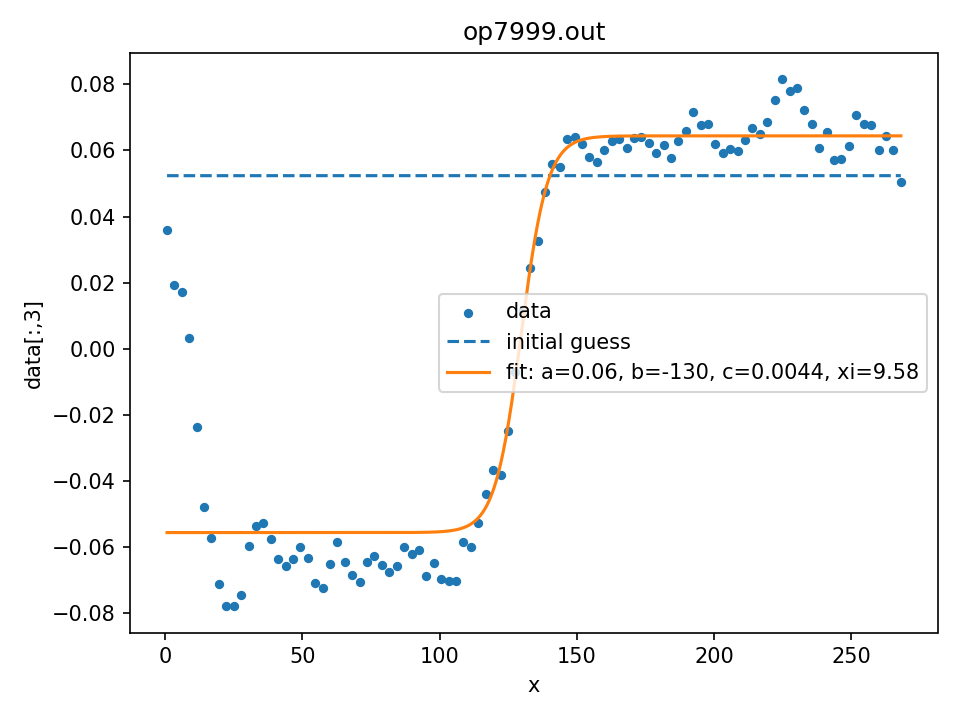 op7999.out
0.08
0.06
0.04
0.02
0.00
−0.02
−0.04
−0.06
−0.08
data[:,3]
data
initial guess
fit: a=0.06, b=-130, c=0.0044, xi=9.58
0 50 100 150 200 250
x